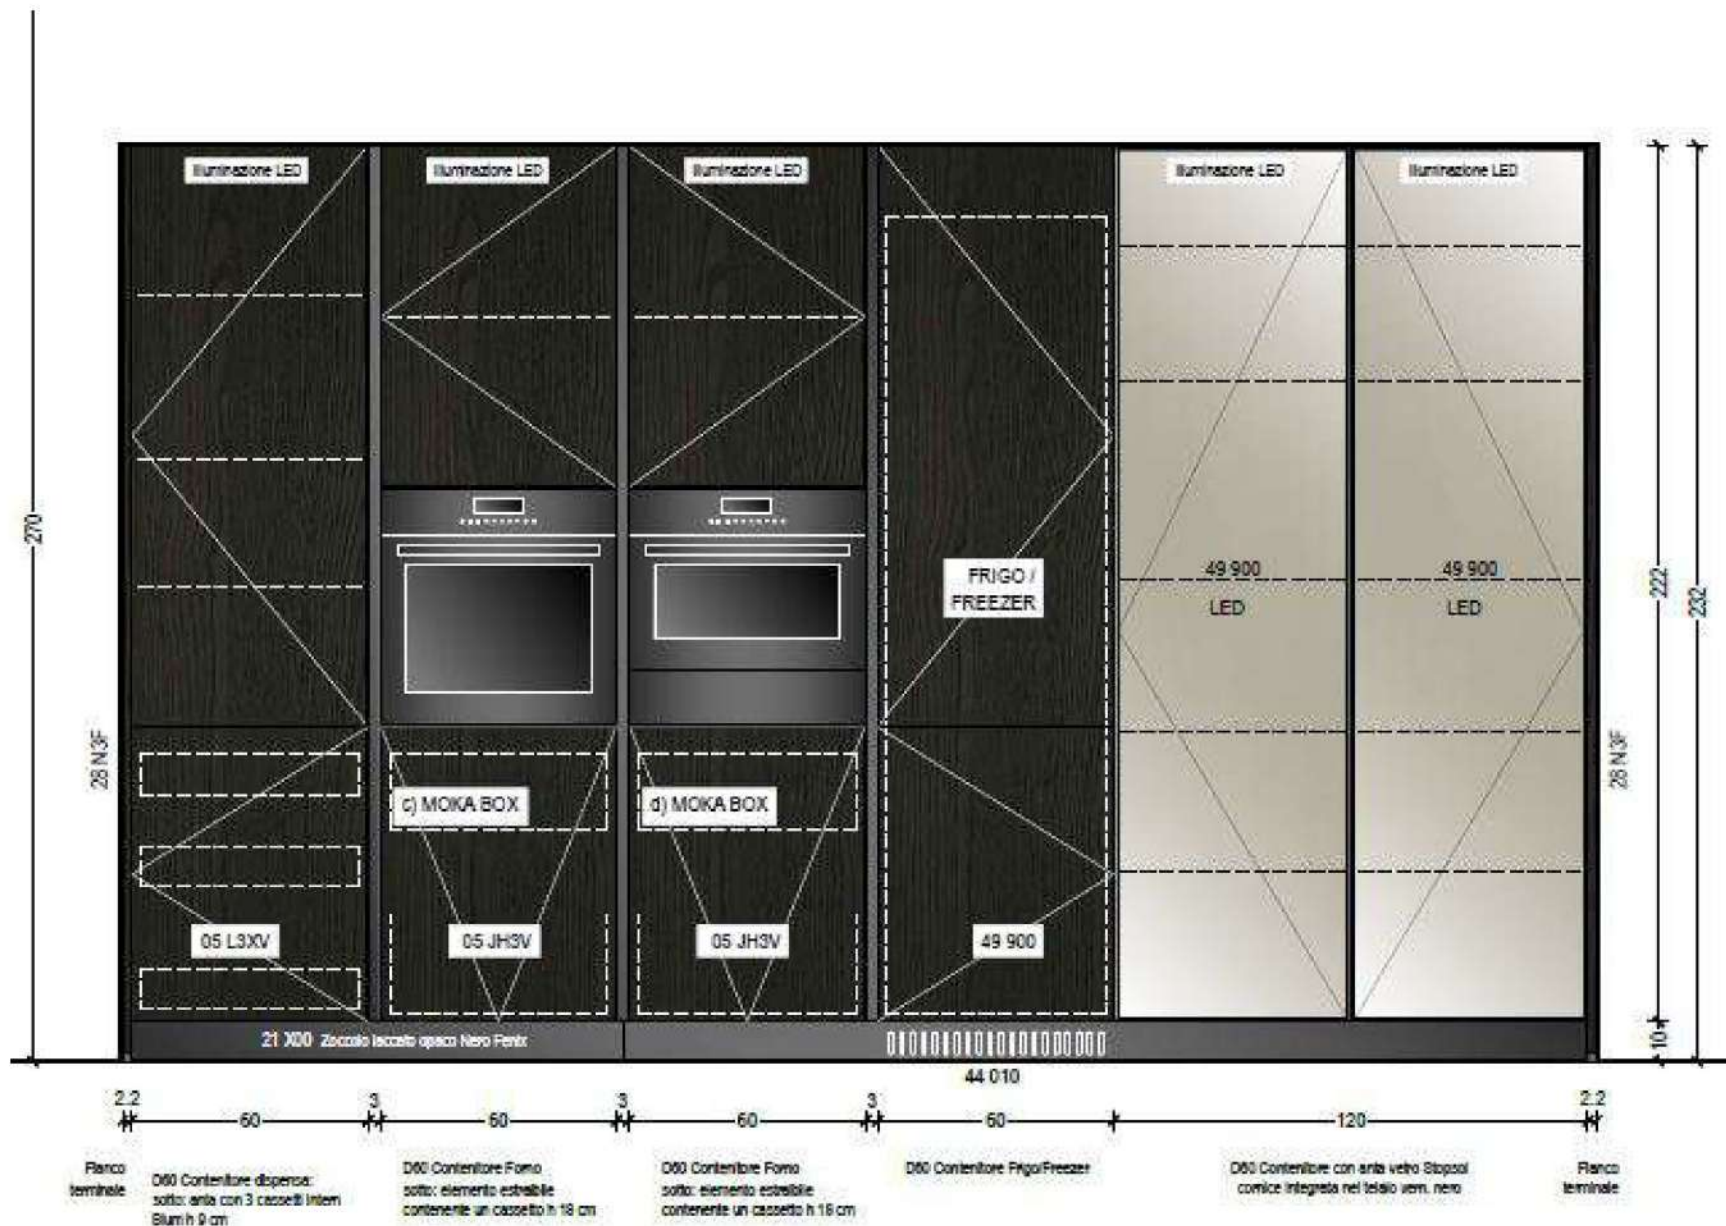 Illuminazione LED
Illuminazione LED
Illuminazione LED
Illuminazione LED
Illuminazione LED
270
FRIGO /
FREEZER
49 900
LED
49 900
LED
222
232
28 N3F
28 N3F
c) MOKA BOX
d) MOKA BOX
05 L3XV
05 JH3V
05 JH3V
49 900
21 X00 Zoccolo laccato opaco Nero Fenix
10
44 010
2.2
60
3
60
3
60
3
60
120
2.2
Fianco
terminale
D60 Contenitore dispensa:
sotto: anta con 3 cassetti interni
Blum h 9 cm
D60 Contenitore Forno
sotto: elemento estraibile
contenente un cassetto h 18 cm
D60 Contenitore Forno
sotto: elemento estraibile
contenente un cassetto h 18 cm
D60 Contenitore Frigo/Freezer
D60 Contenitore con anta vetro Stopsol
cornice integrata nel telaio vern. nero
Fianco
terminale